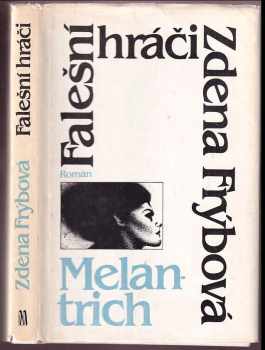 Zdena Frýbová Falešní hráči
Falešní
hráči
Zdena Frýbová
Román
Melan-
trich